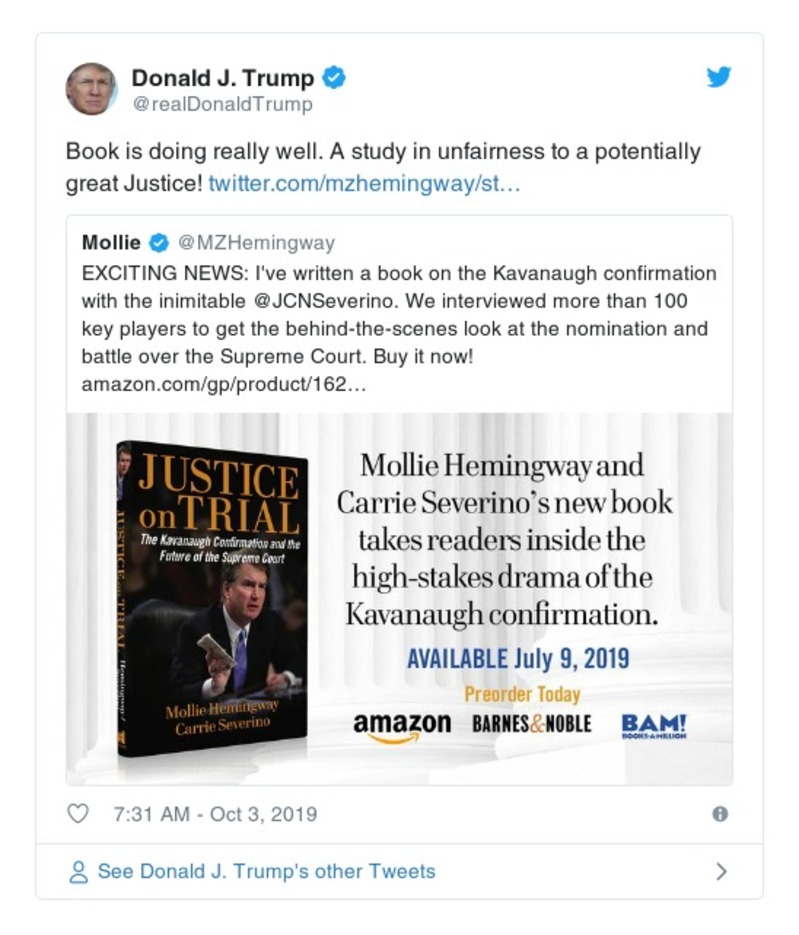 Donald J. Trump
@realDonaldTrump
Book is doing really well. A study in unfairness to a potentially
great Justice! twitter.com/mzhemingway/st…
Mollie @MZHemingway
EXCITING NEWS: I've written a book on the Kavanaugh confirmation
with the inimitable @JCNSeverino. We interviewed more than 100
key players to get the behind-the-scenes look at the nomination and
battle over the Supreme Court. Buy it now!
amazon.com/gp/product/162…
JUSTICE
on TRIAL
The Kavanaugh Confirmation and the
Future of the Supreme Court
Mollie Hemingway
Carrie Severino
JUSTICE on TRIAL
Hemingway
Mollie Hemingway and
Carrie Severino's new book
takes readers inside the
high-stakes drama of the
Kavanaugh confirmation.
AVAILABLE July 9, 2019
Preorder Today
amazon BARNES&NOBLE BAM!
BOOKS-A-MILLION
7:31 AM - Oct 3, 2019
See Donald J. Trump's other Tweets